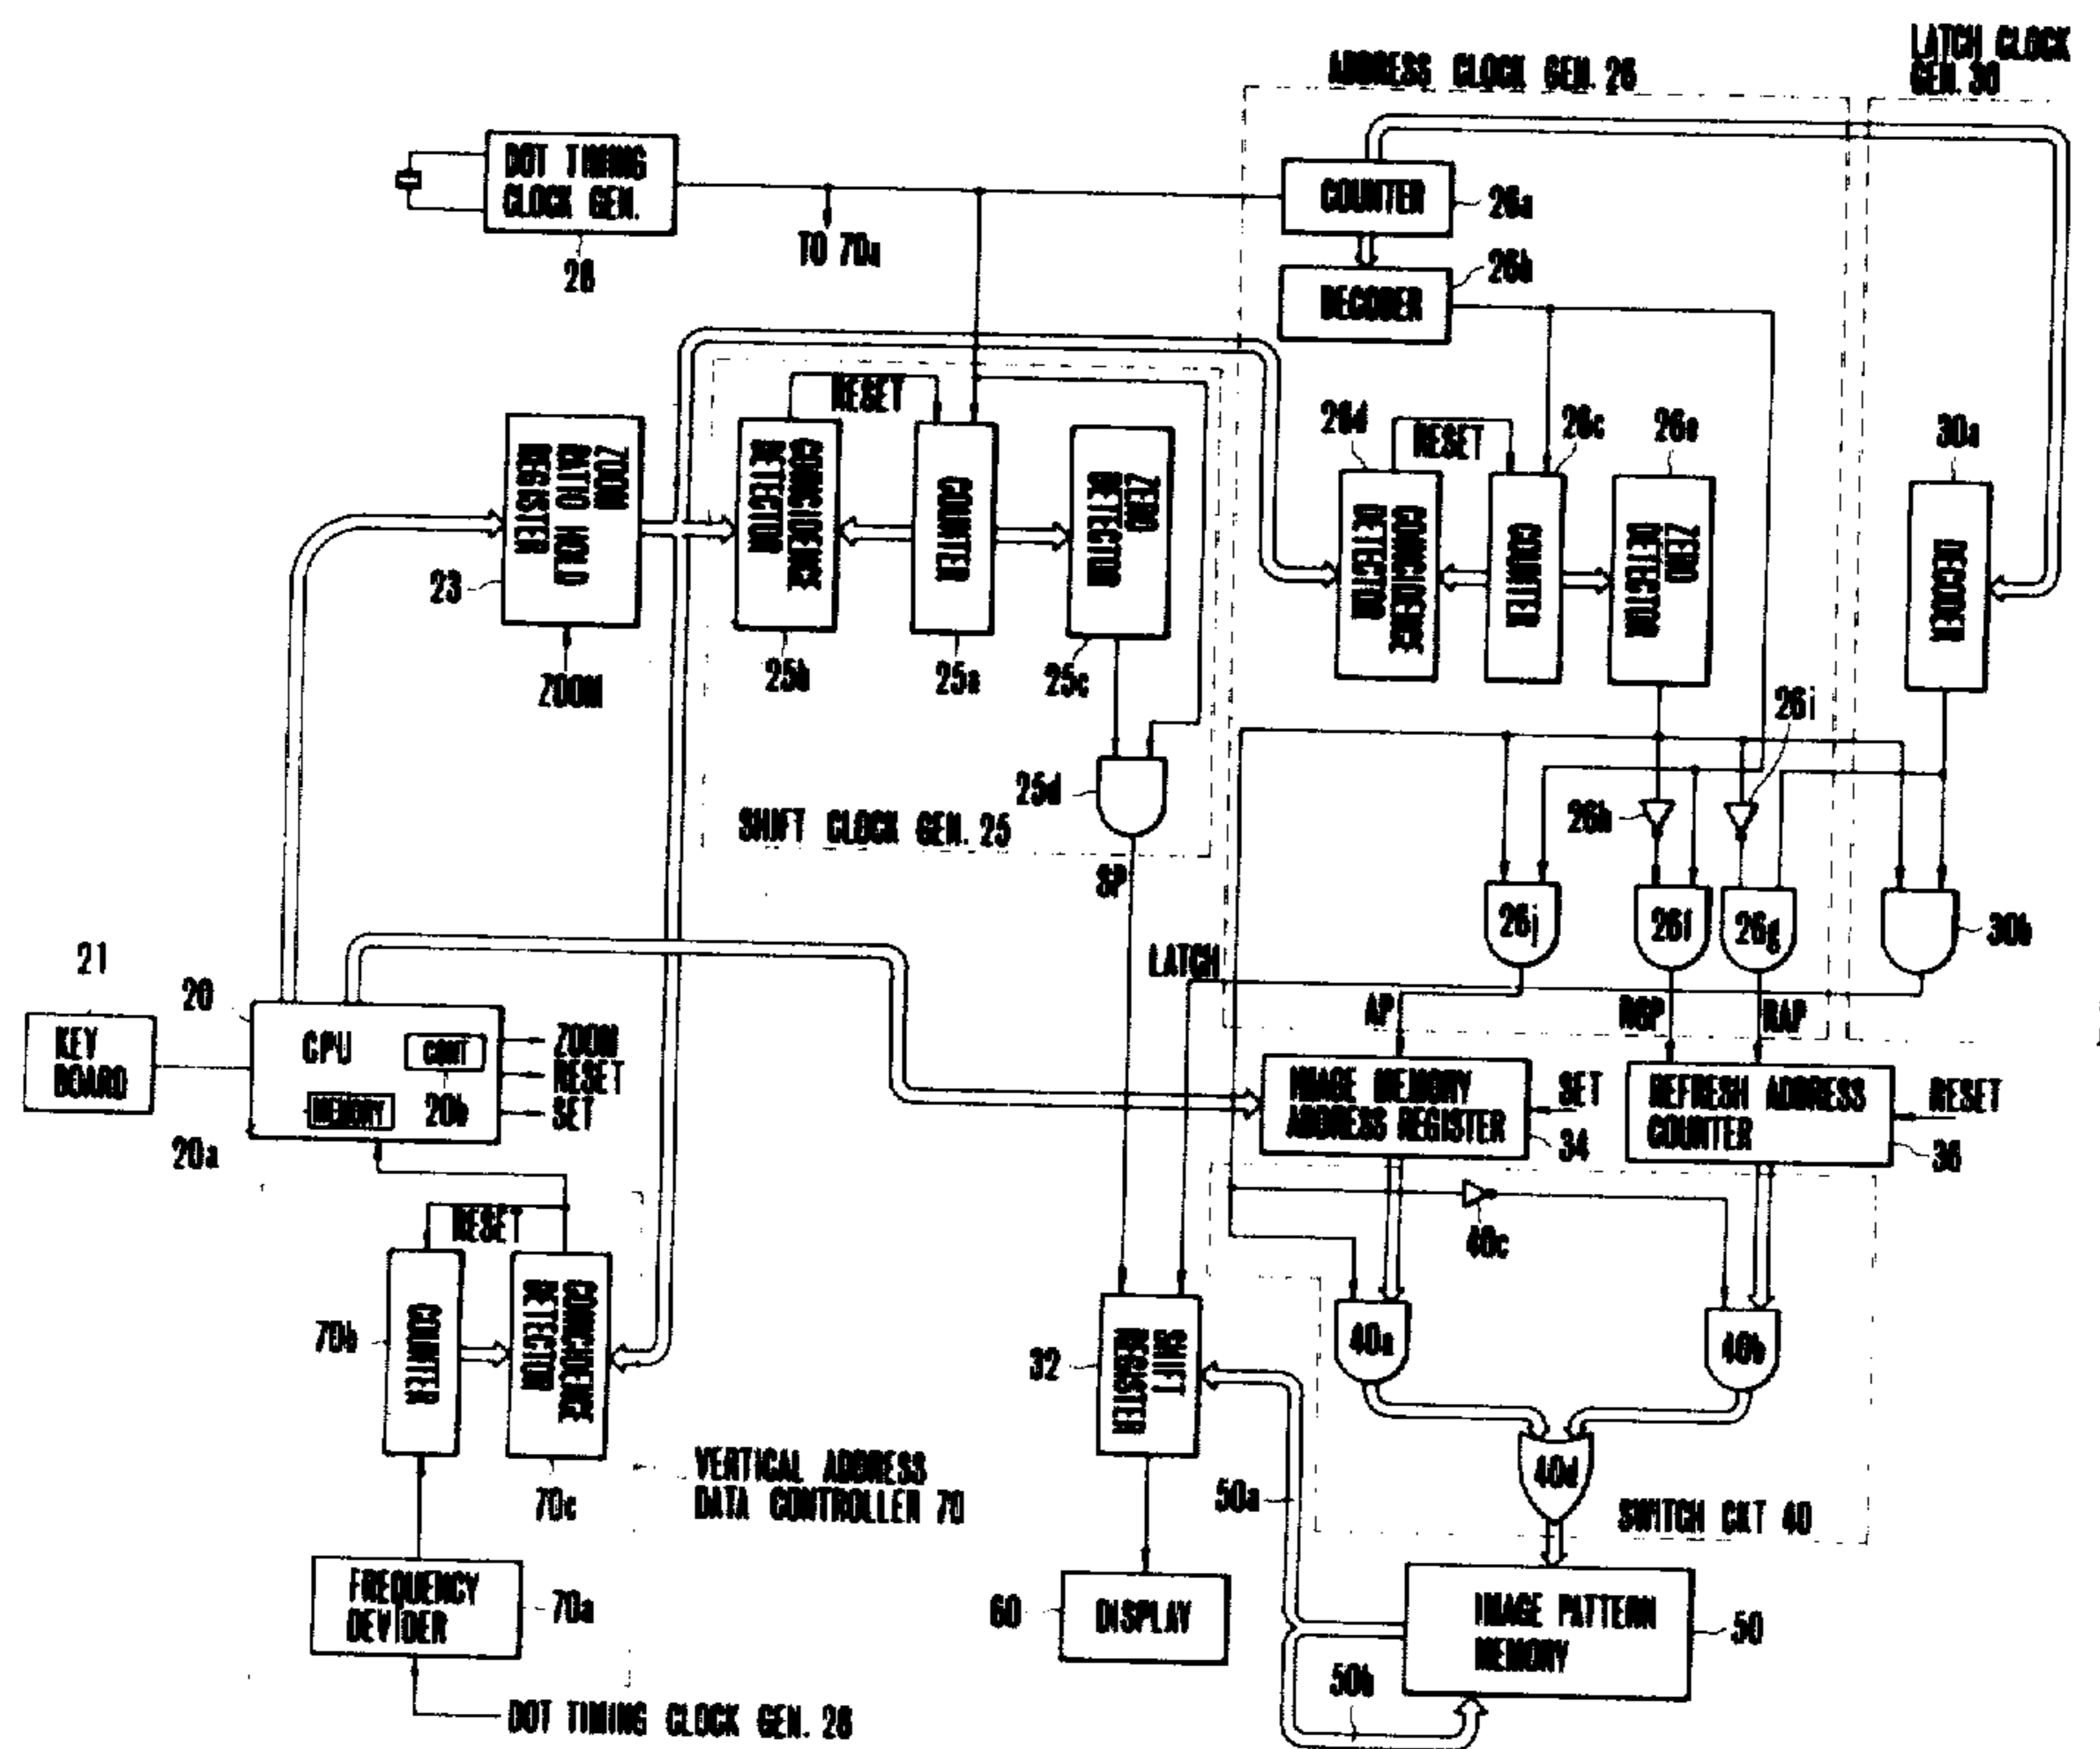 LATCH CLOCK
GEN. 30
ADDRESS CLOCK GEN. 26
DOT TIMING
CLOCK GEN.
28
TO 70a
COUNTER
26a
DECODER
26b
RESET
ZOOM
RATIO HOLD
REGISTER
23
ZOOM
COINCIDENCE
DETECTOR
25b
COUNTER
25a
ZERO
DETECTOR
25c
25d
SHIFT CLOCK GEN. 25
SP
26d
RESET
26c
26e
COINCIDENCE
DETECTOR
COUNTER
ZERO
DETECTOR
30a
DECODER
26i
26h
26j
26f
26g
30b
LATCH
AP
RGP
RAP
21
KEY
BOARD
20
CPU
CONT
20b
MEMORY
20a
ZOOM
RESET
SET
IMAGE MEMORY
ADDRESS REGISTER
SET
34
REFRESH ADDRESS
COUNTER
RESET
36
RESET
COUNTER
70b
COINCIDENCE
DETECTOR
70c
VERTICAL ADDRESS
DATA CONTROLLER 70
FREQUENCY
DEVIDER
70a
DOT TIMING CLOCK GEN. 28
SHIFT
REGISTER
32
40c
40a
40b
40d
SWITCH CKT 40
50a
DISPLAY
60
IMAGE PATTERN
MEMORY
50
50b